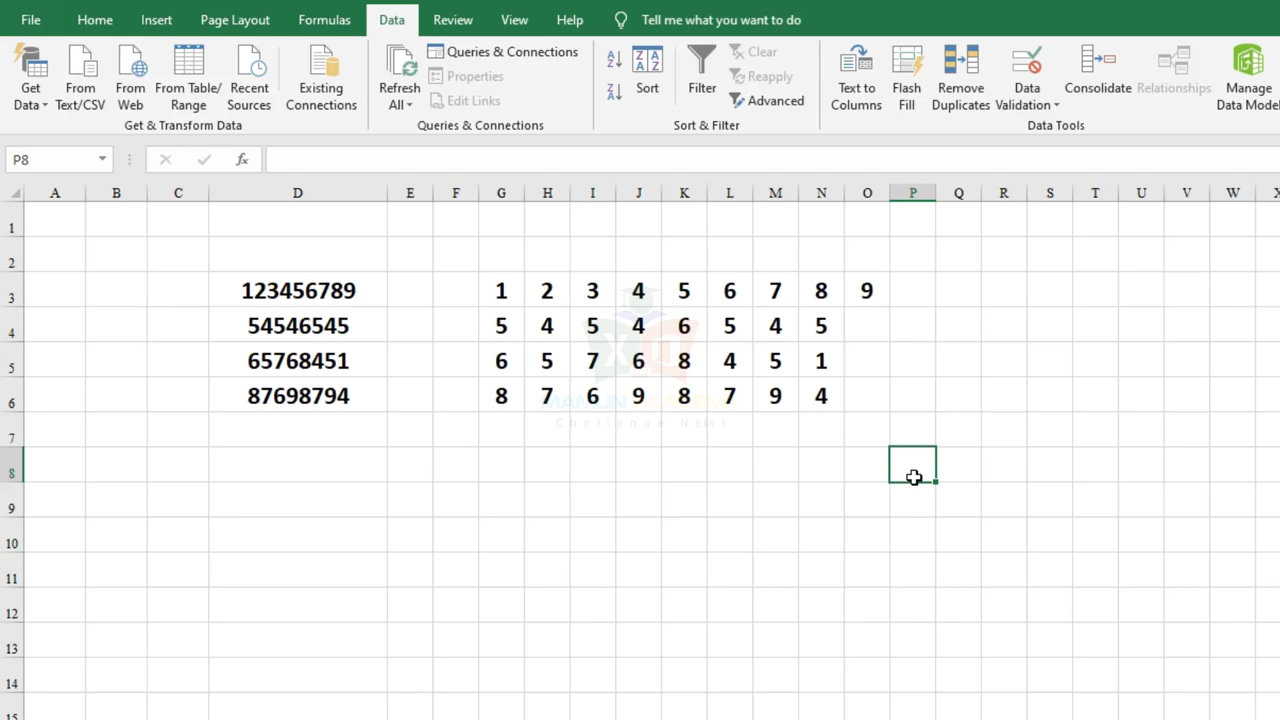 File Home Insert Page Layout Formulas Data Review View Help Tell me what you want to do
Get Data From Text/CSV From Web From Table/ Range Recent Sources Existing Connections Refresh All Queries & Connections Properties Edit Links Sort Filter Clear Reapply Advanced Text to Columns Flash Fill Remove Duplicates Data Validation Consolidate Relationships Manage Data Model
Get & Transform Data Queries & Connections Sort & Filter Data Tools
P8 fx
A B C D E F G H I J K L M N O P Q R S T U V W X
1
2
3 123456789 1 2 3 4 5 6 7 8 9
4 54546545 5 4 5 4 6 5 4 5
5 65768451 6 5 7 6 8 4 5 1
6 87698794 8 7 6 9 8 7 9 4
Challenge Next
7
8
9
10
11
12
13
14
15